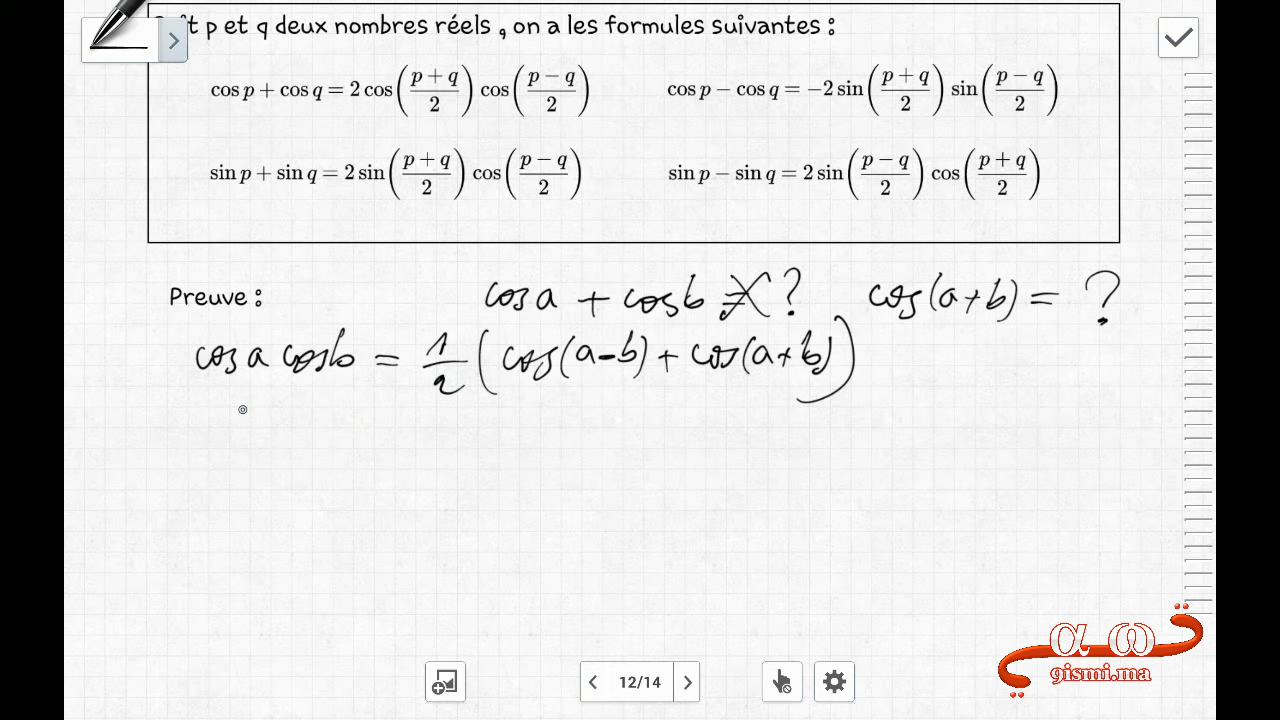 t p et q deux nombres réels , on a les formules suivantes :
cos p + cos q = 2 cos((p + q)/2) cos((p − q)/2)
cos p − cos q = −2 sin((p + q)/2) sin((p − q)/2)
sin p + sin q = 2 sin((p + q)/2) cos((p − q)/2)
sin p − sin q = 2 sin((p − q)/2) cos((p + q)/2)
Preuve : cos a + cos b = ? cos(a+b) = ?
cos a cos b = 1/2 (cos(a-b) + cos(a+b))
12/14
α ω
gismi.ma